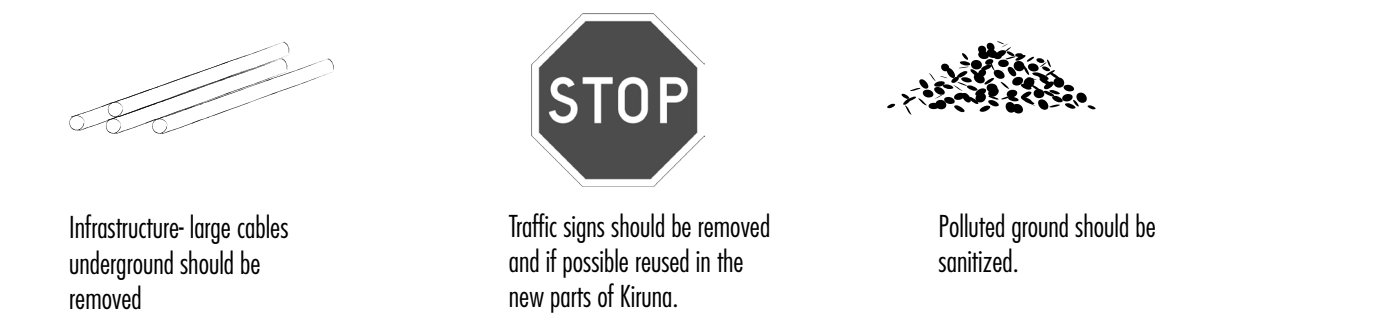 STOP
Infrastructure- large cables
underground should be
removed
Traffic signs should be removed
and if possible reused in the
new parts of Kiruna.
Polluted ground should be
sanitized.